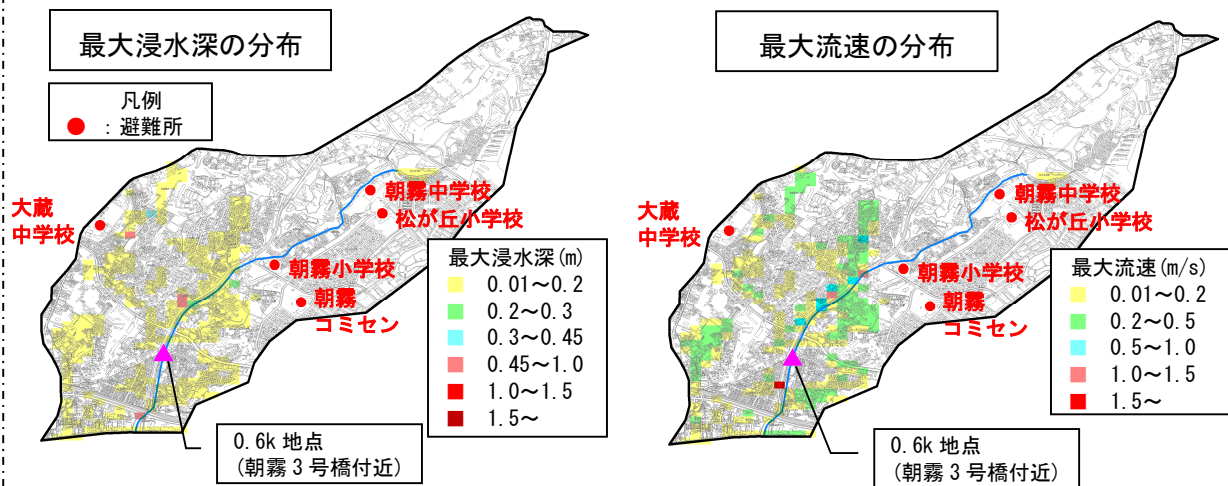 最大浸水深の分布
凡例
● ：避難所
大蔵
中学校
朝霧中学校
松が丘小学校
朝霧小学校
朝霧
コミセン
最大浸水深(m)
0.01～0.2
0.2～0.3
0.3～0.45
0.45～1.0
1.0～1.5
1.5～
0.6k 地点
(朝霧３号橋付近)
最大流速の分布
大蔵
中学校
朝霧中学校
松が丘小学校
朝霧小学校
朝霧
コミセン
最大流速(m/s)
0.01～0.2
0.2～0.5
0.5～1.0
1.0～1.5
1.5～
0.6k 地点
(朝霧３号橋付近)